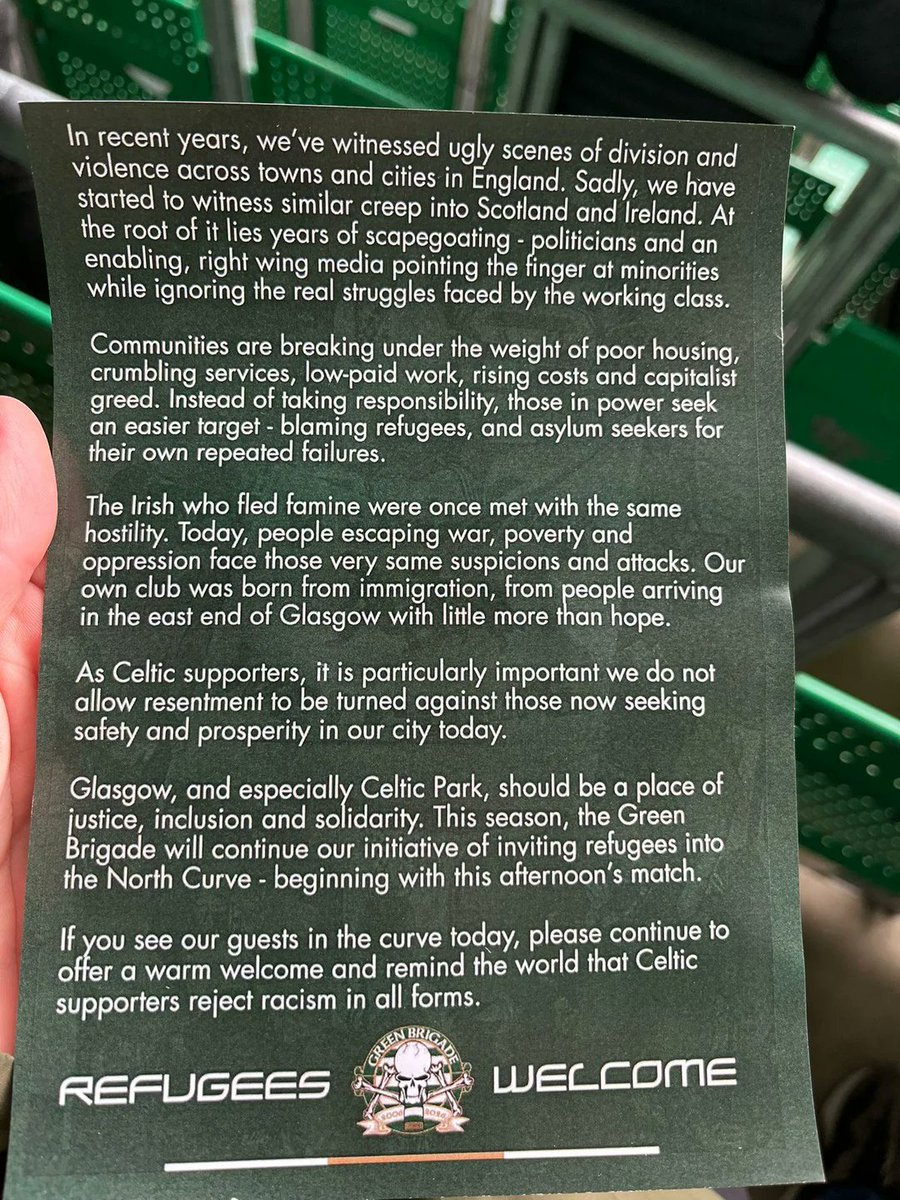 In recent years, we've witnessed ugly scenes of division and
violence across towns and cities in England. Sadly, we have
started to witness similar creep into Scotland and Ireland. At
the root of it lies years of scapegoating - politicians and an
enabling, right wing media pointing the finger at minorities
while ignoring the real struggles faced by the working class.
Communities are breaking under the weight of poor housing,
crumbling services, low-paid work, rising costs and capitalist
greed. Instead of taking responsibility, those in power seek
an easier target - blaming refugees, and asylum seekers for
their own repeated failures.
The Irish who fled famine were once met with the same
hostility. Today, people escaping war, poverty and
oppression face those very same suspicions and attacks. Our
own club was born from immigration, from people arriving
in the east end of Glasgow with little more than hope.
As Celtic supporters, it is particularly important we do not
allow resentment to be turned against those now seeking
safety and prosperity in our city today.
Glasgow, and especially Celtic Park, should be a place of
justice, inclusion and solidarity. This season, the Green
Brigade will continue our initiative of inviting refugees into
the North Curve - beginning with this afternoon's match.
If you see our guests in the curve today, please continue to
offer a warm welcome and remind the world that Celtic
supporters reject racism in all forms.
GREEN BRIGADE
REFUGEES WELCOME
2006 2026